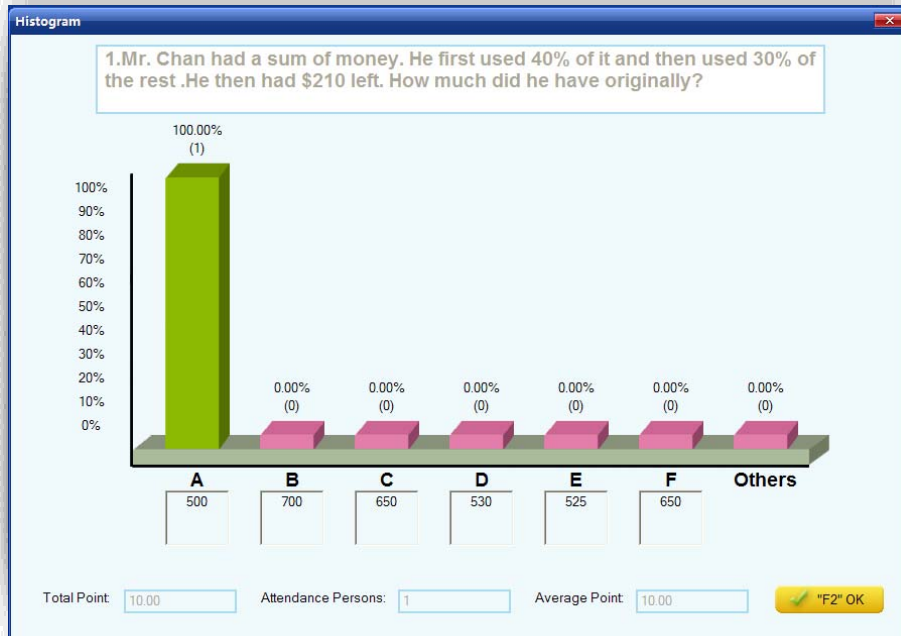 Histogram
1.Mr. Chan had a sum of money. He first used 40% of it and then used 30% of
the rest .He then had $210 left. How much did he have originally?
100.00%
(1)
100%
90%
80%
70%
60%
50%
40%
30%
20%
10%
0%
0.00% 0.00% 0.00% 0.00% 0.00% 0.00%
(0) (0) (0) (0) (0) (0)
A B C D E F Others
500 700 650 530 525 650
Total Point: 10.00 Attendance Persons: 1 Average Point: 10.00 "F2" OK